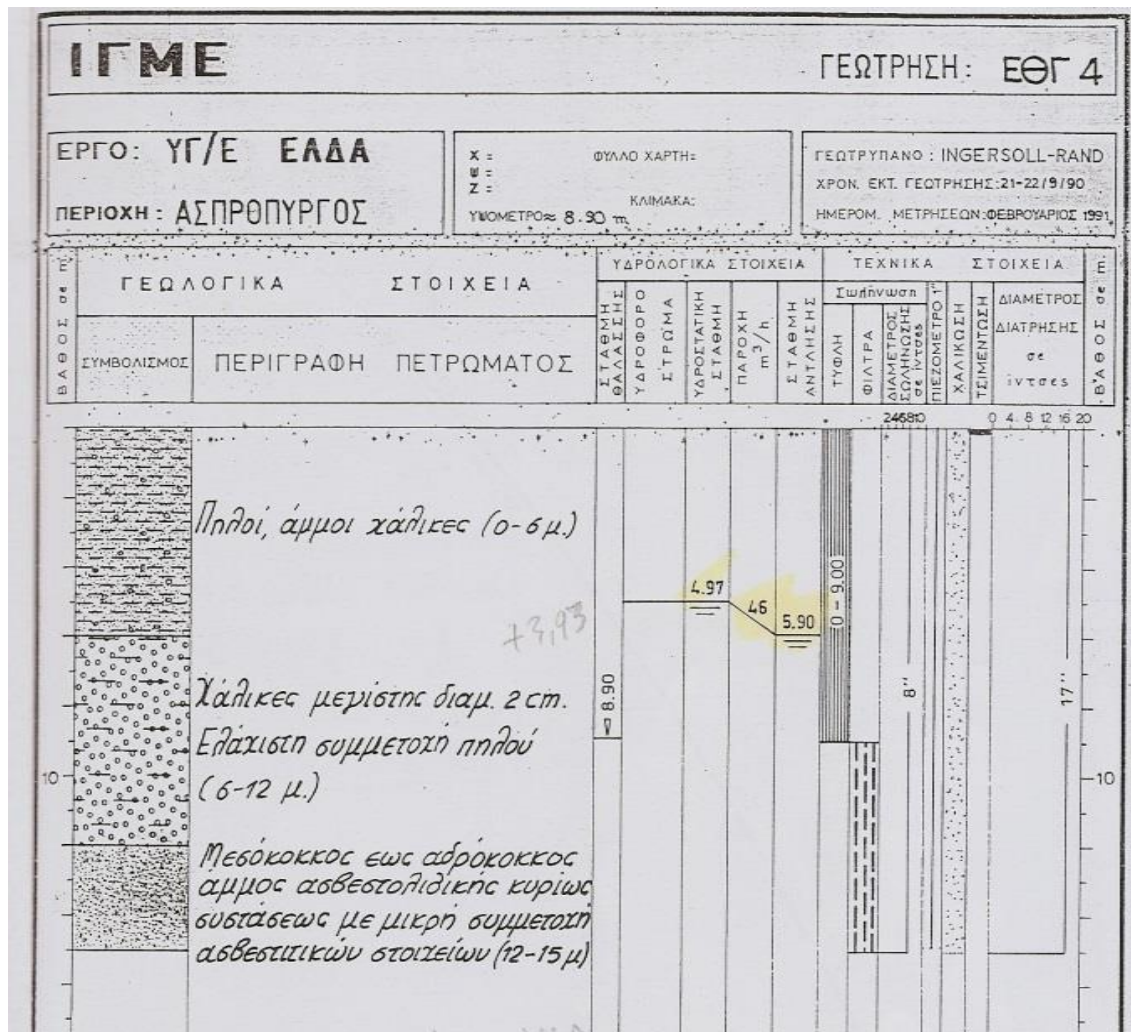 ΙΓΜΕ
ΓΕΩΤΡΗΣΗ: ΕΘΓ 4
ΕΡΓΟ: ΥΓ/Ε ΕΛΔΑ
ΠΕΡΙΟΧΗ: ΑΣΠΡΟΠΥΡΓΟΣ
Χ =
Ψ =
Ζ =
ΦΥΛΛΟ ΧΑΡΤΗ:
ΚΛΙΜΑΚΑ:
ΥΨΟΜΕΤΡΟ≈ 8.90 m
ΓΕΩΤΡΥΠΑΝΟ : INGERSOLL-RAND
ΧΡΟΝ. ΕΚΤ. ΓΕΩΤΡΗΣΗΣ:21-22/9/90
ΗΜΕΡΟΜ. ΜΕΤΡΗΣΕΩΝ:ΦΕΒΡΟΥΑΡΙΟΣ 1991
ΒΑΘΟΣ σε
ΓΕΩΛΟΓΙΚΑ ΣΤΟΙΧΕΙΑ
ΣΥΜΒΟΛΙΣΜΟΣ
ΠΕΡΙΓΡΑΦΗ ΠΕΤΡΩΜΑΤΟΣ
ΥΔΡΟΛΟΓΙΚΑ ΣΤΟΙΧΕΙΑ
ΣΤΑΘΜΗ ΘΑΛΑΣΣΗΣ
ΥΔΡΟΦΟΡΟ ΣΤΡΩΜΑ
ΥΔΡΟΣΤΑΤΙΚΗ ΣΤΑΘΜΗ
ΠΑΡΟΧΗ m³/h
ΣΤΑΘΜΗ ΑΝΤΛΗΣΗΣ
ΤΕΧΝΙΚΑ ΣΤΟΙΧΕΙΑ
Σωλήνωση
ΤΥΦΛΗ
ΦΙΛΤΡΑ
ΔΙΑΜΕΤΡΟΣ ΣΩΛΗΝΩΣΗΣ σε ίντσες
ΠΙΕΖΟΜΕΤΡΟ 1"
ΧΑΛΙΚΩΣΗ
ΤΣΙΜΕΝΤΩΣΗ
ΔΙΑΜΕΤΡΟΣ
ΔΙΑΤΡΗΣΗΣ
σε
ίντσες
ΒΑΘΟΣ σε m.
246810
0 4 8 12 16 20
Πηλοί, άμμοι χάλικες (0-6 μ.)
4.97
46
5.90
0 - 9.00
+3,93
8.90
8''
17''
Χάλικες μεγίστης διαμ. 2 cm.
Ελάχιστη συμμετοχή πηλού
(6-12 μ.)
10
10
Μεσόκοκκος εως αδρόκοκκος
άμμος ασβεστολιθικής κυρίως
συστάσεως με μικρή συμμετοχή
ασβεστιτικών στοιχείων (12-15 μ)